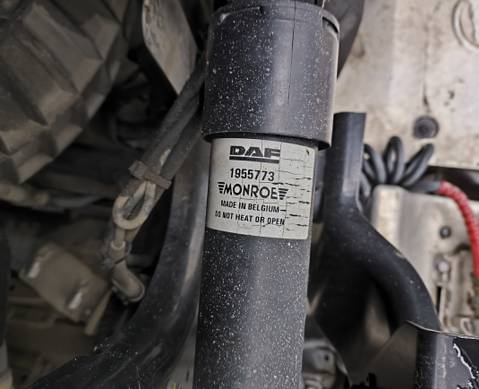 DAF
1955773
MONROE
MADE IN BELGIUM
DO NOT HEAT OR OPEN